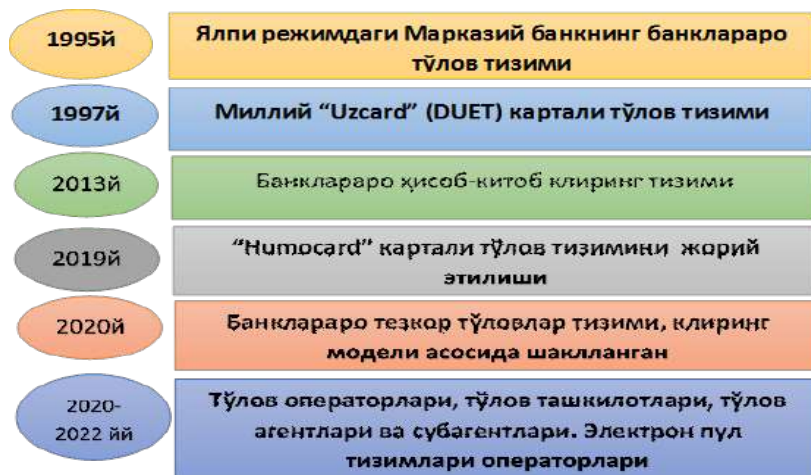 1995й
Ялпи режимдаги Марказий банкнинг банклараро
тўлов тизими
1997й
Миллий “Uzcard” (DUET) картали тўлов тизими
2013й
Банклараро ҳисоб-китоб клиринг тизими
2019й
“Humocard” картали тўлов тизимини жорий
этилиши
2020й
Банклараро тезкор тўловлар тизими, клиринг
модели асосида шаклланган
2020-
2022 йй
Тўлов операторлари, тўлов ташкилотлари, тўлов
агентлари ва субагентлари. Электрон пул
тизимлари операторлари